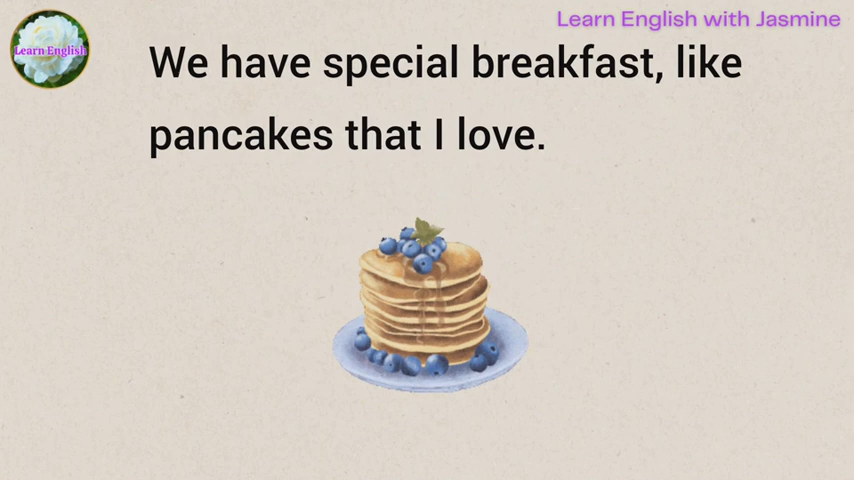 Learn English with Jasmine
Learn English
We have special breakfast, like
pancakes that I love.